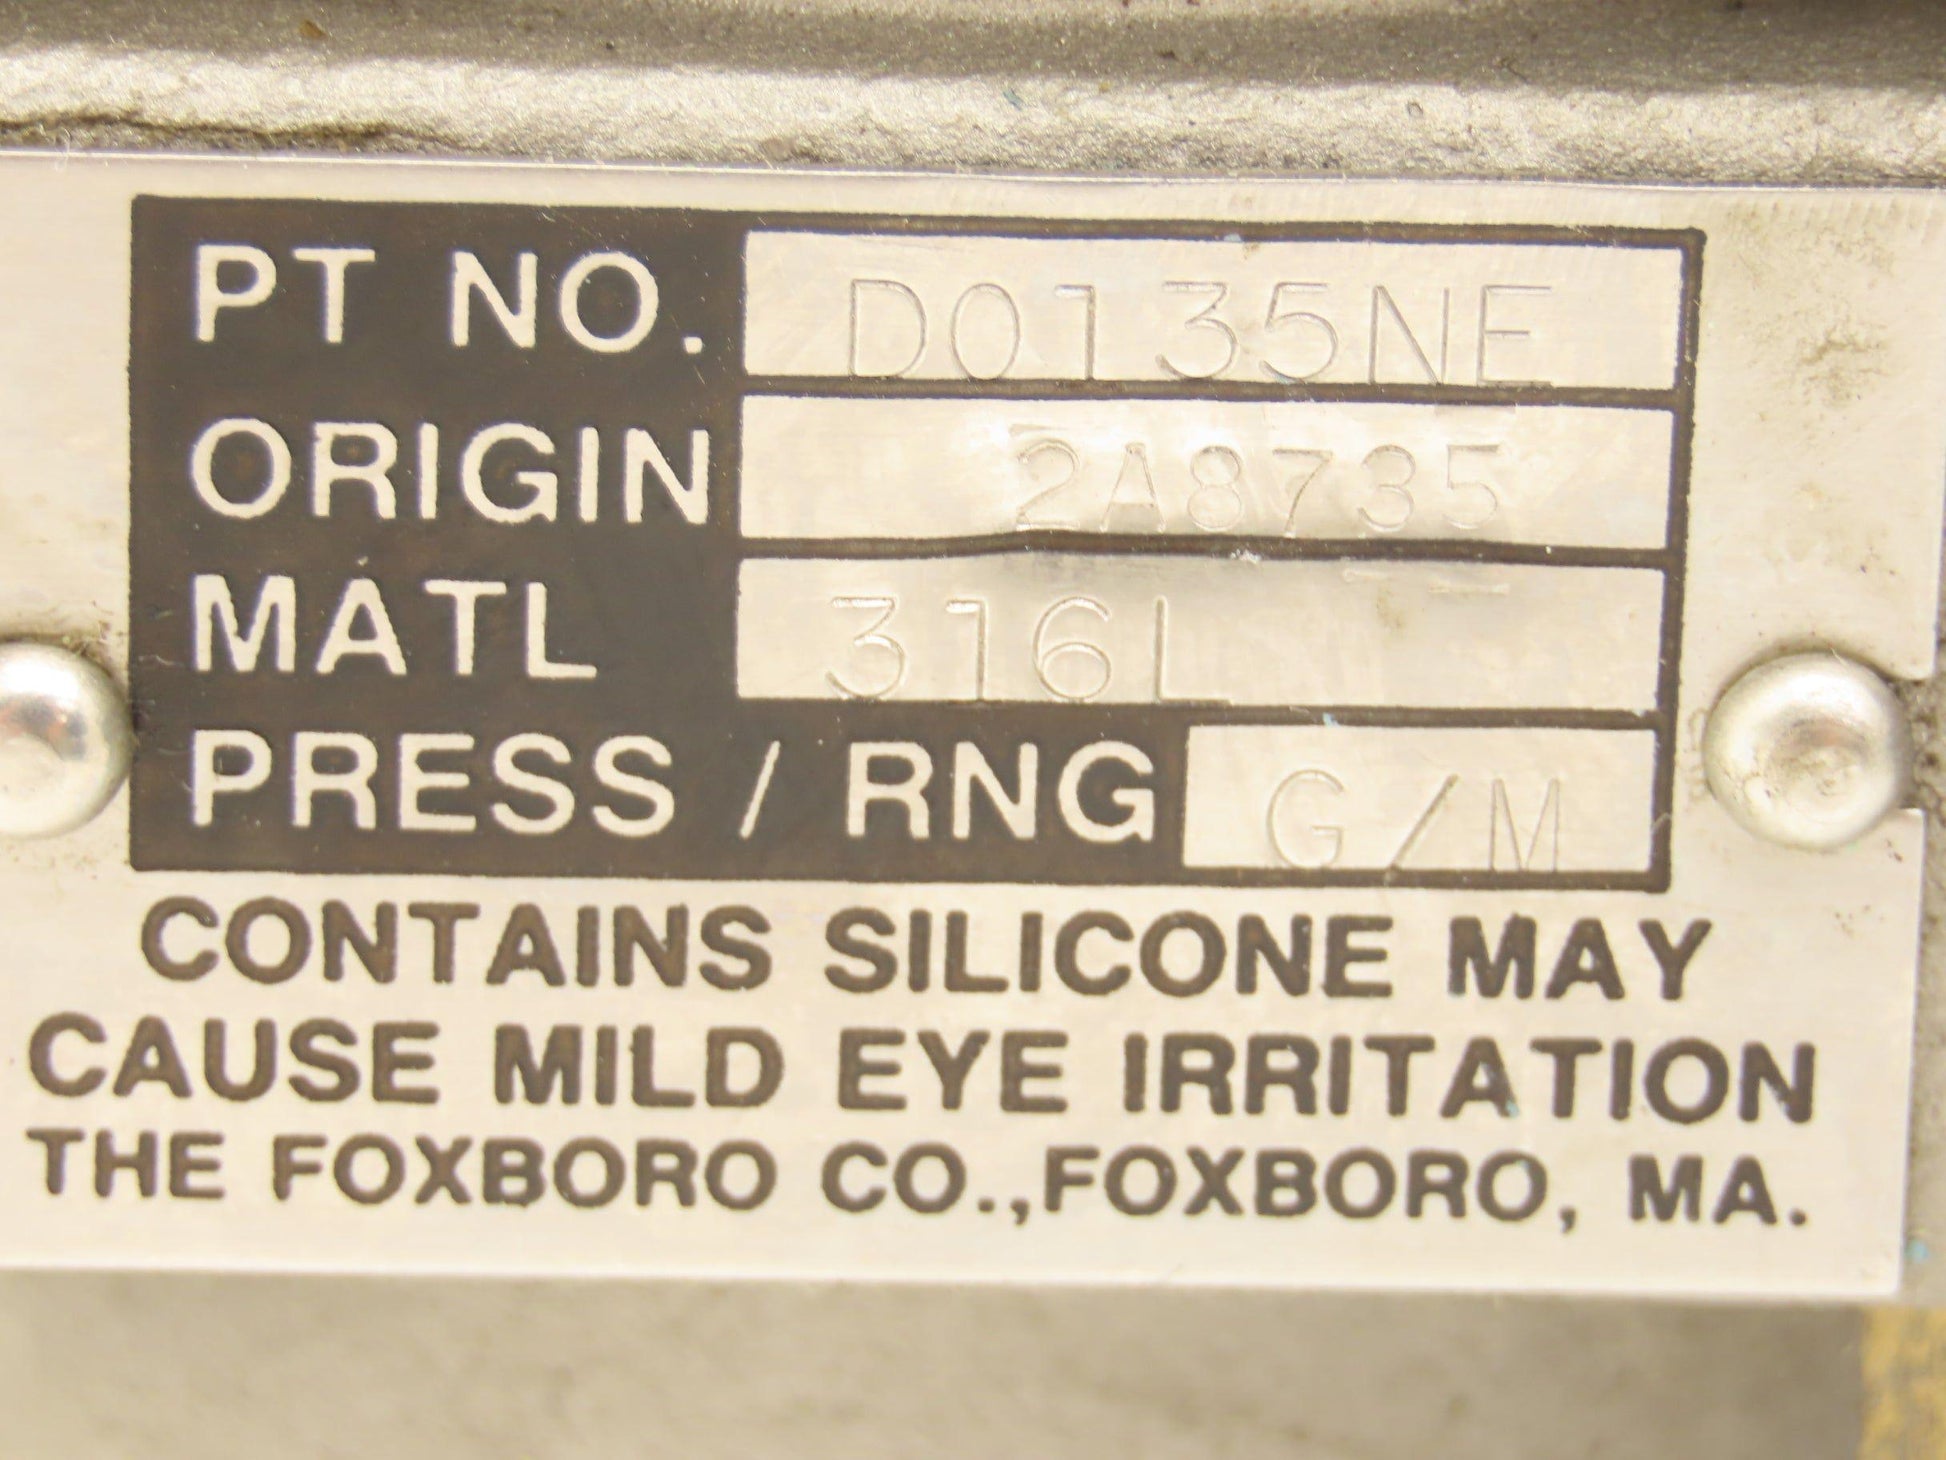 PT NO. D0135NE
ORIGIN 2A8735
MATL 316L
PRESS / RNG G/M
CONTAINS SILICONE MAY
CAUSE MILD EYE IRRITATION
THE FOXBORO CO., FOXBORO, MA.